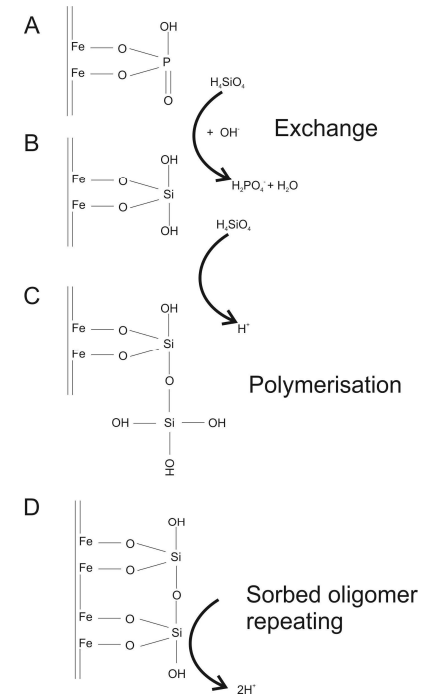 A
OH
Fe — O
P
Fe — O
O
H₄SiO₄
+ OH⁻
Exchange
H₂PO₄⁻ + H₂O
B
OH
Fe — O
Si
Fe — O
OH
H₄SiO₄
C
OH
Fe — O
Si
Fe — O
H⁺
O
Polymerisation
OH — Si — OH
HO
D
OH
Fe — O
Si
Fe — O
O
Sorbed oligomer
repeating
Fe — O
Si
Fe — O
OH
2H⁺